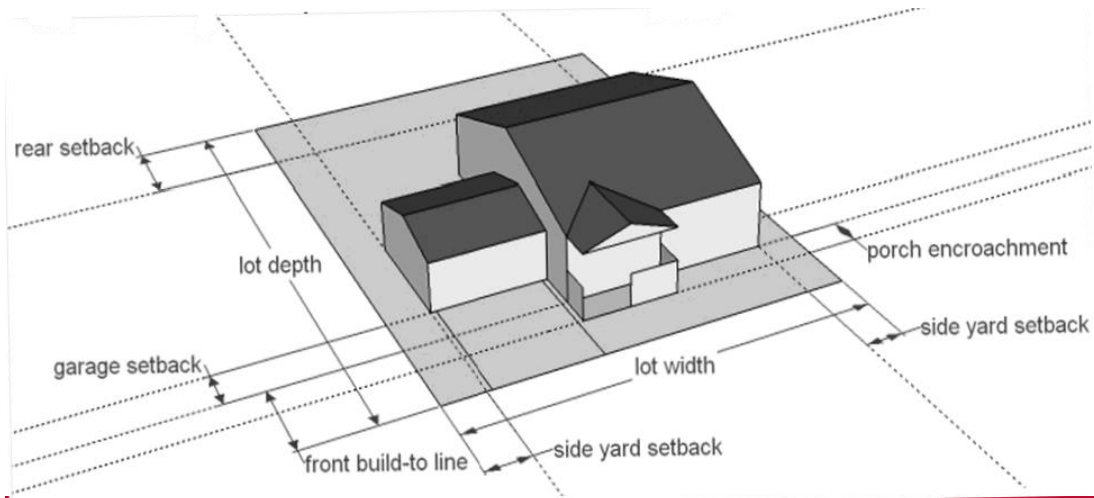 rear setback
lot depth
porch encroachment
side yard setback
garage setback
lot width
front build-to line
side yard setback